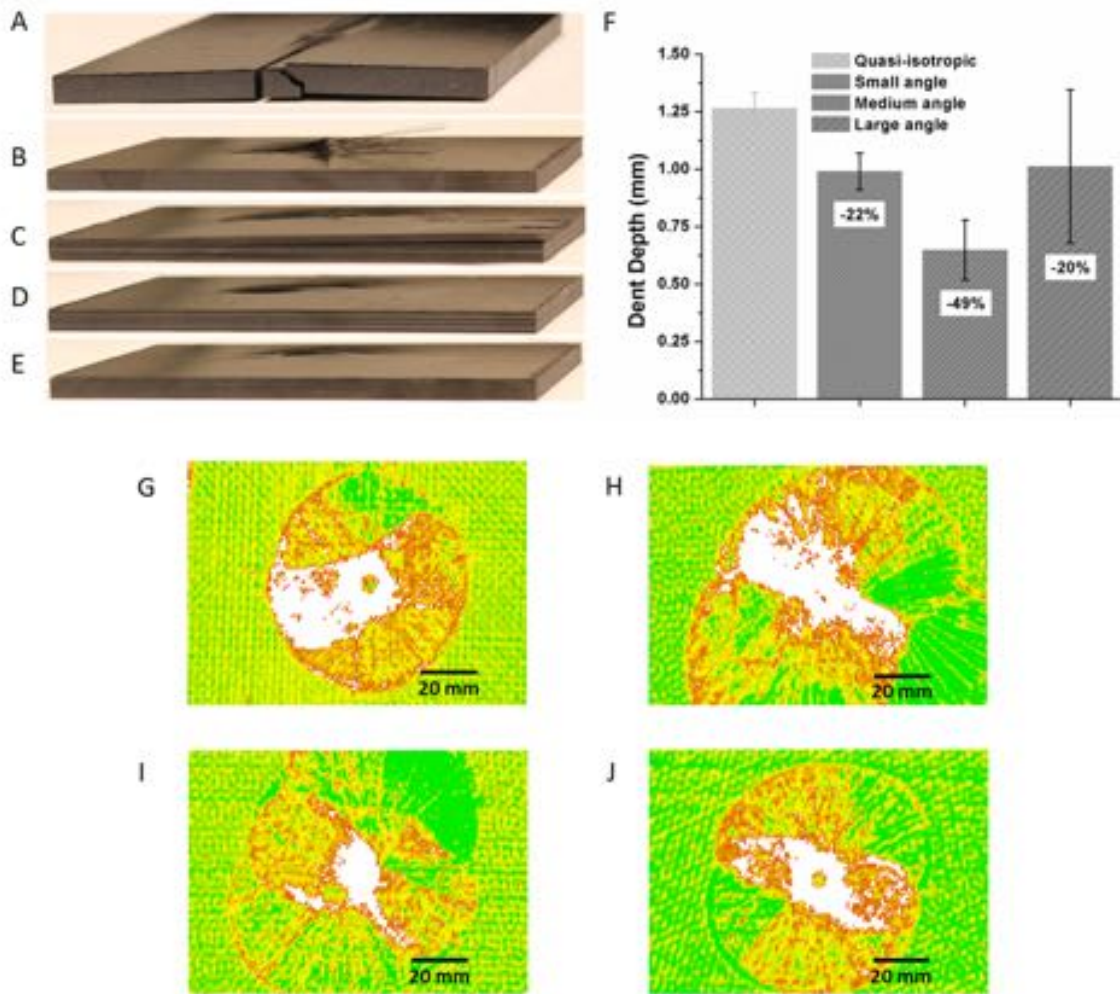 A
B
C
D
E
F
1.50
1.25
1.00
0.75
0.50
0.25
0.00
Dent Depth (mm)
Quasi-isotropic
Small angle
Medium angle
Large angle
-22%
-49%
-20%
G
20 mm
H
20 mm
I
20 mm
J
20 mm